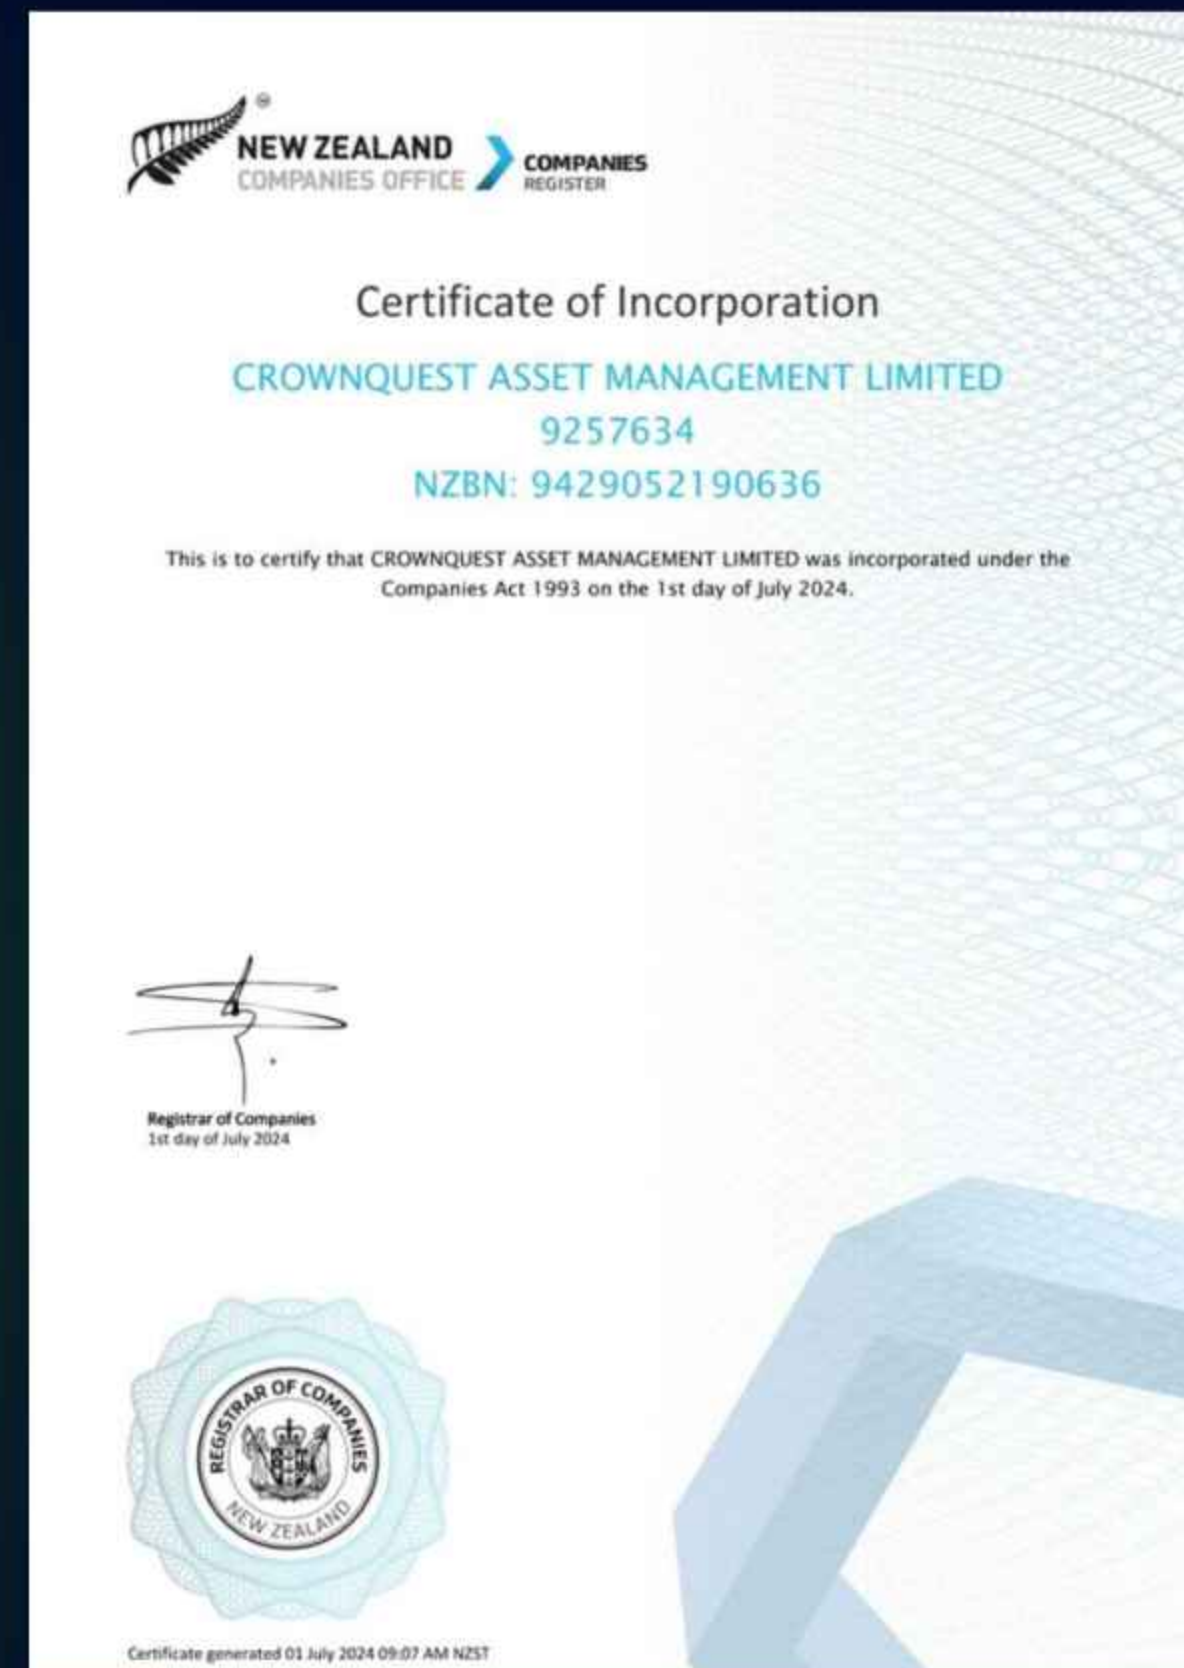 NEW ZEALAND
COMPANIES OFFICE
COMPANIES
REGISTER
Certificate of Incorporation
CROWNQUEST ASSET MANAGEMENT LIMITED
9257634
NZBN: 9429052190636
This is to certify that CROWNQUEST ASSET MANAGEMENT LIMITED was incorporated under the
Companies Act 1993 on the 1st day of July 2024.
Registrar of Companies
1st day of July 2024
REGISTRAR OF COMPANIES
NEW ZEALAND
Certificate generated 01 July 2024 09:07 AM NZST